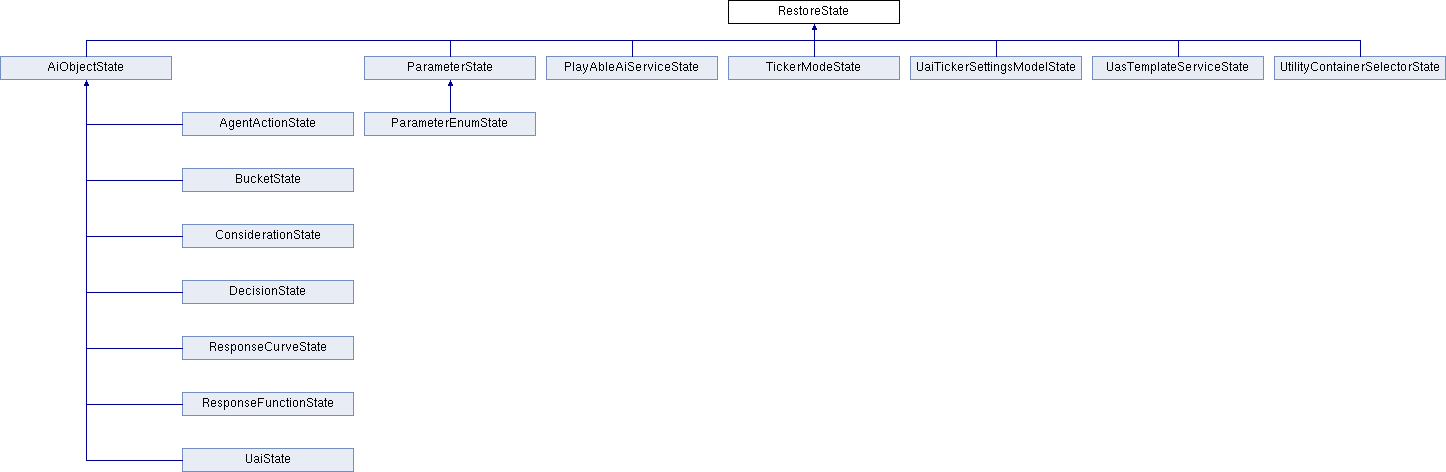 RestoreState
AiObjectState
ParameterState
PlayAbleAiServiceState
TickerModeState
UaiTickerSettingsModelState
UasTemplateServiceState
UtilityContainerSelectorState
AgentActionState
ParameterEnumState
BucketState
ConsiderationState
DecisionState
ResponseCurveState
ResponseFunctionState
UaiState